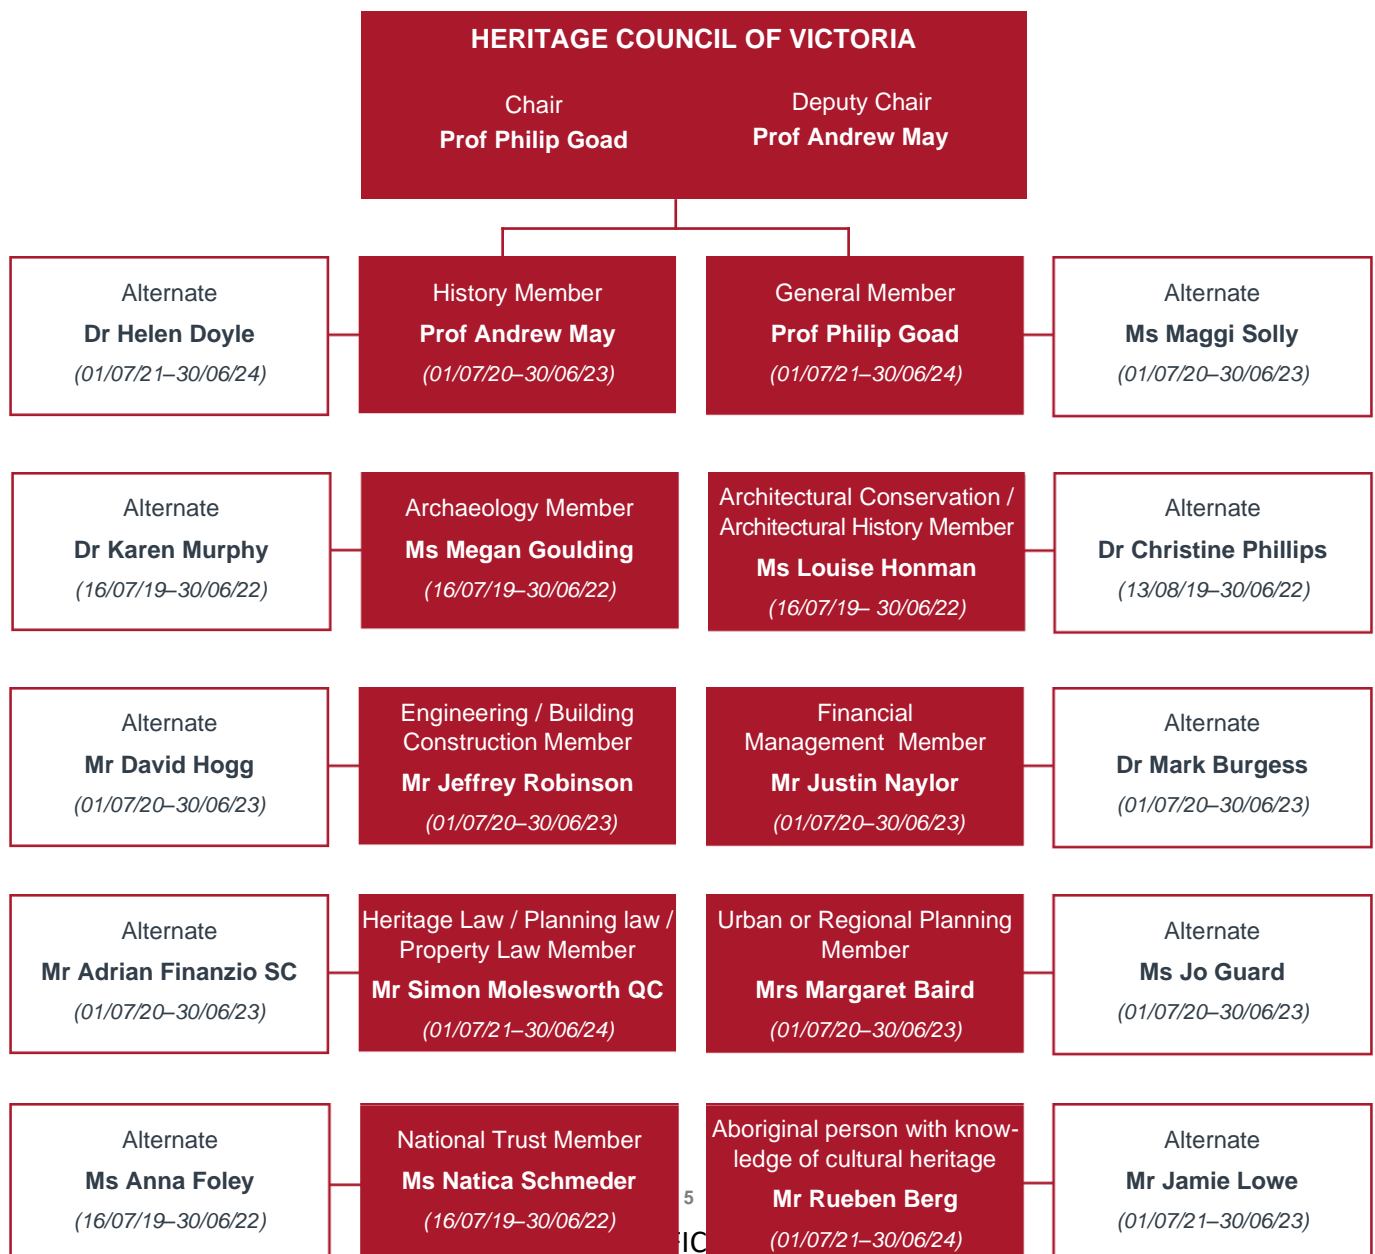 HERITAGE COUNCIL OF VICTORIA
Chair
Prof Philip Goad
Deputy Chair
Prof Andrew May
Alternate
Dr Helen Doyle
(01/07/21–30/06/24)
History Member
Prof Andrew May
(01/07/20–30/06/23)
General Member
Prof Philip Goad
(01/07/21–30/06/24)
Alternate
Ms Maggi Solly
(01/07/20–30/06/23)
Alternate
Dr Karen Murphy
(16/07/19–30/06/22)
Archaeology Member
Ms Megan Goulding
(16/07/19–30/06/22)
Architectural Conservation /
Architectural History Member
Ms Louise Honman
(16/07/19– 30/06/22)
Alternate
Dr Christine Phillips
(13/08/19–30/06/22)
Alternate
Mr David Hogg
(01/07/20–30/06/23)
Engineering / Building
Construction Member
Mr Jeffrey Robinson
(01/07/20–30/06/23)
Financial
Management  Member
Mr Justin Naylor
(01/07/20–30/06/23)
Alternate
Dr Mark Burgess
(01/07/20–30/06/23)
Alternate
Mr Adrian Finanzio SC
(01/07/20–30/06/23)
Heritage Law / Planning law /
Property Law Member
Mr Simon Molesworth QC
(01/07/21–30/06/24)
Urban or Regional Planning
Member
Mrs Margaret Baird
(01/07/20–30/06/23)
Alternate
Ms Jo Guard
(01/07/20–30/06/23)
Alternate
Ms Anna Foley
(16/07/19–30/06/22)
National Trust Member
Ms Natica Schmeder
(16/07/19–30/06/22)
5
Aboriginal person with know-
ledge of cultural heritage
Mr Rueben Berg
(01/07/21–30/06/24)
Alternate
Mr Jamie Lowe
(01/07/21–30/06/23)